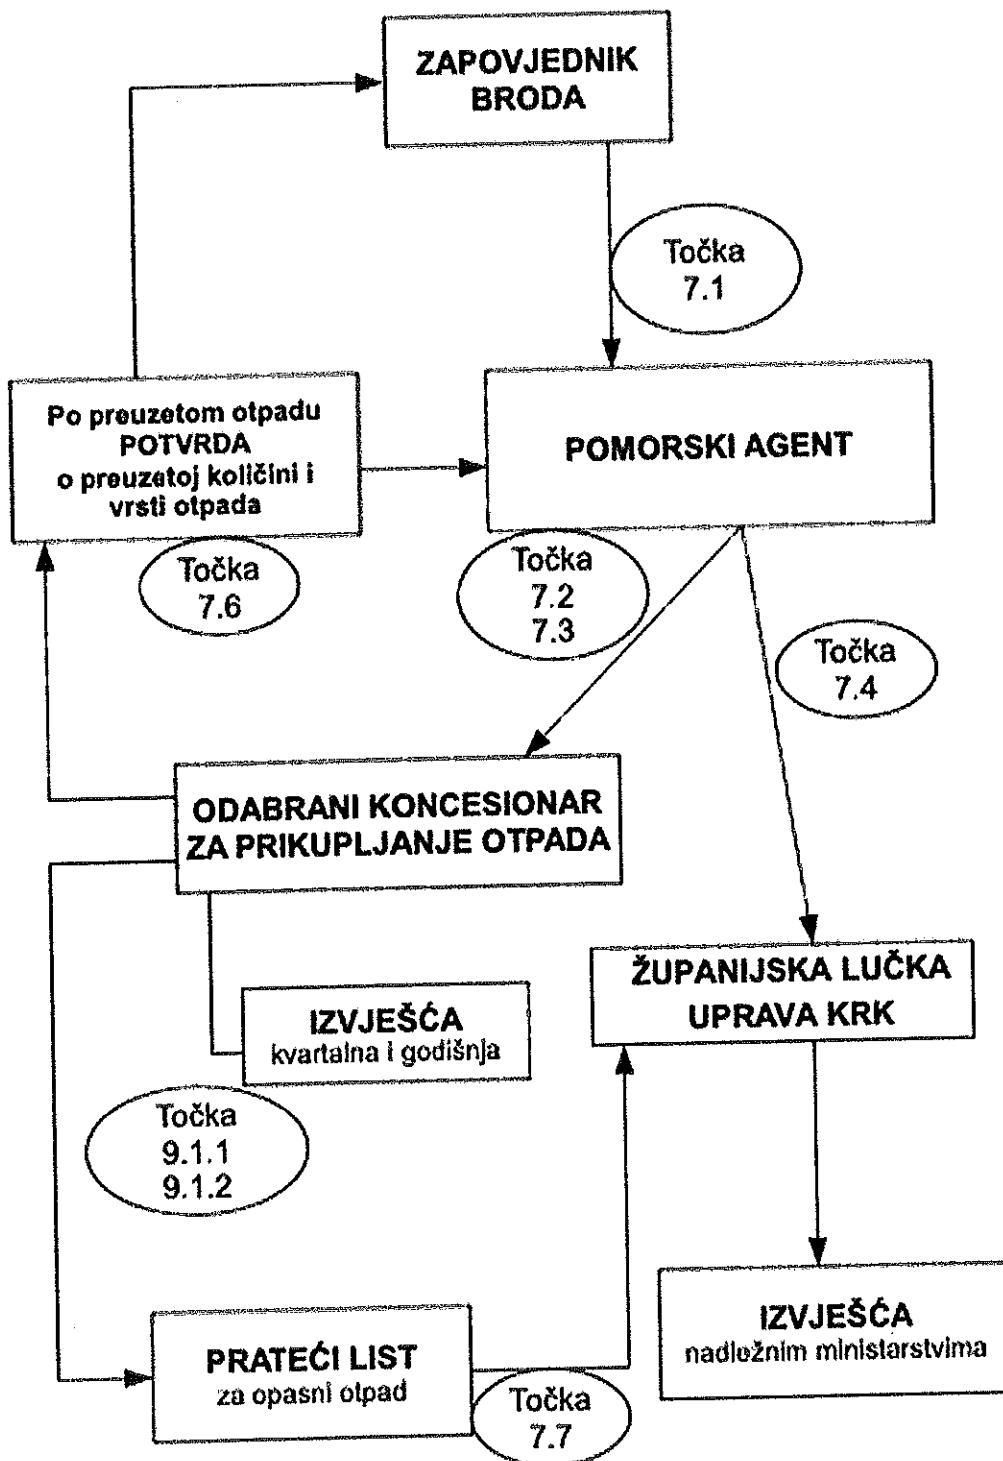 ZAPOVJEDNIK
BRODA
Točka
7.1
Po preuzetom otpadu
POTVRDA
o preuzetoj količini i
vrsti otpada
POMORSKI AGENT
Točka
7.6
Točka
7.2
7.3
Točka
7.4
ODABRANI KONCESIONAR
ZA PRIKUPLJANJE OTPADA
ŽUPANIJSKA LUČKA
UPRAVA KRK
IZVJEŠĆA
kvartalna i godišnja
Točka
9.1.1
9.1.2
PRATEĆI LIST
za opasni otpad
Točka
7.7
IZVJEŠĆA
nadležnim ministarstvima